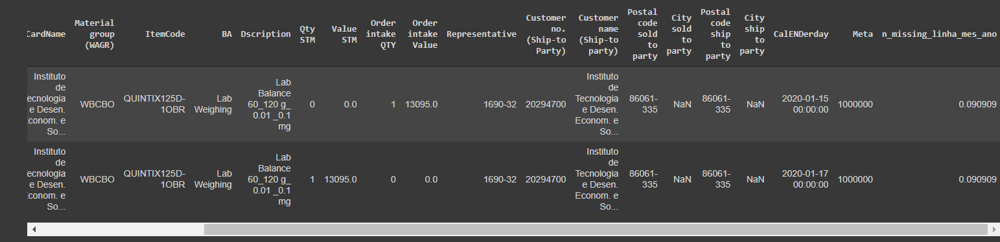 CardName Material group (WAGR) ItemCode BA Dscription Qty STM Value STM Order intake QTY Order intake Value Representative Customer no. (Ship-to Party) Customer name (Ship-to party) Postal code sold to party City sold to party Postal code ship to party City ship to party CalENDerday Meta n_missing_linha_mes_ano
Instituto de ecnologia e Desen. Econom. e So... WBCBO QUINTIX125D-1OBR Lab Weighing Lab Balance 60_120 g_ 0.01 _0.1 mg 0 0.0 1 13095.0 1690-32 20294700 Instituto de Tecnologia e Desen. Econom. e So... 86061-335 NaN 86061-335 NaN 2020-01-15 00:00:00 1000000 0.090909
Instituto de ecnologia e Desen. Econom. e So... WBCBO QUINTIX125D-1OBR Lab Weighing Lab Balance 60_120 g_ 0.01 _0.1 mg 1 13095.0 0 0.0 1690-32 20294700 Instituto de Tecnologia e Desen. Econom. e So... 86061-335 NaN 86061-335 NaN 2020-01-17 00:00:00 1000000 0.090909